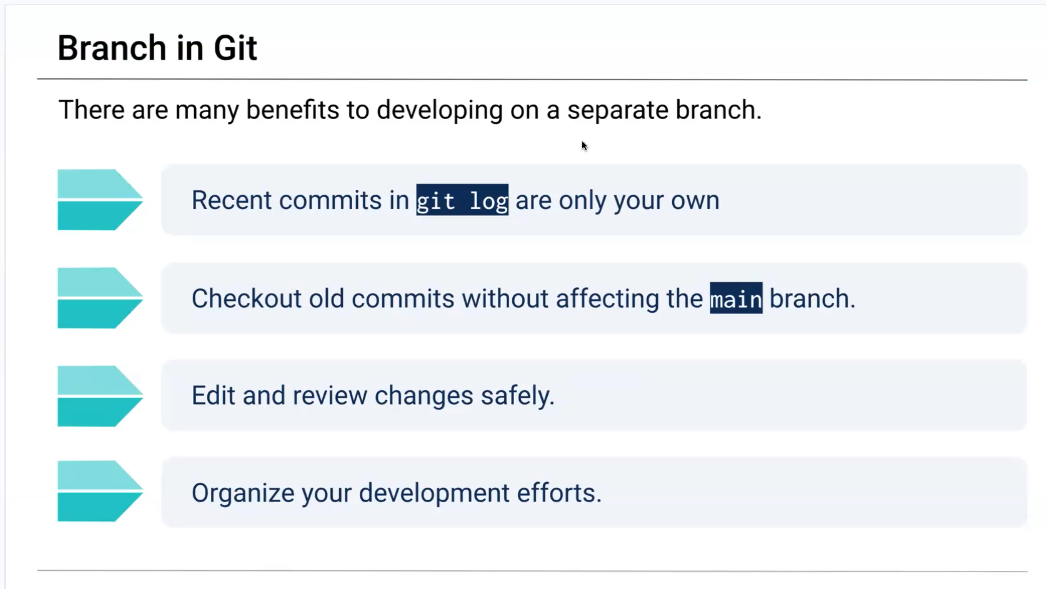 Branch in Git
There are many benefits to developing on a separate branch.
Recent commits in git log are only your own
Checkout old commits without affecting the main branch.
Edit and review changes safely.
Organize your development efforts.